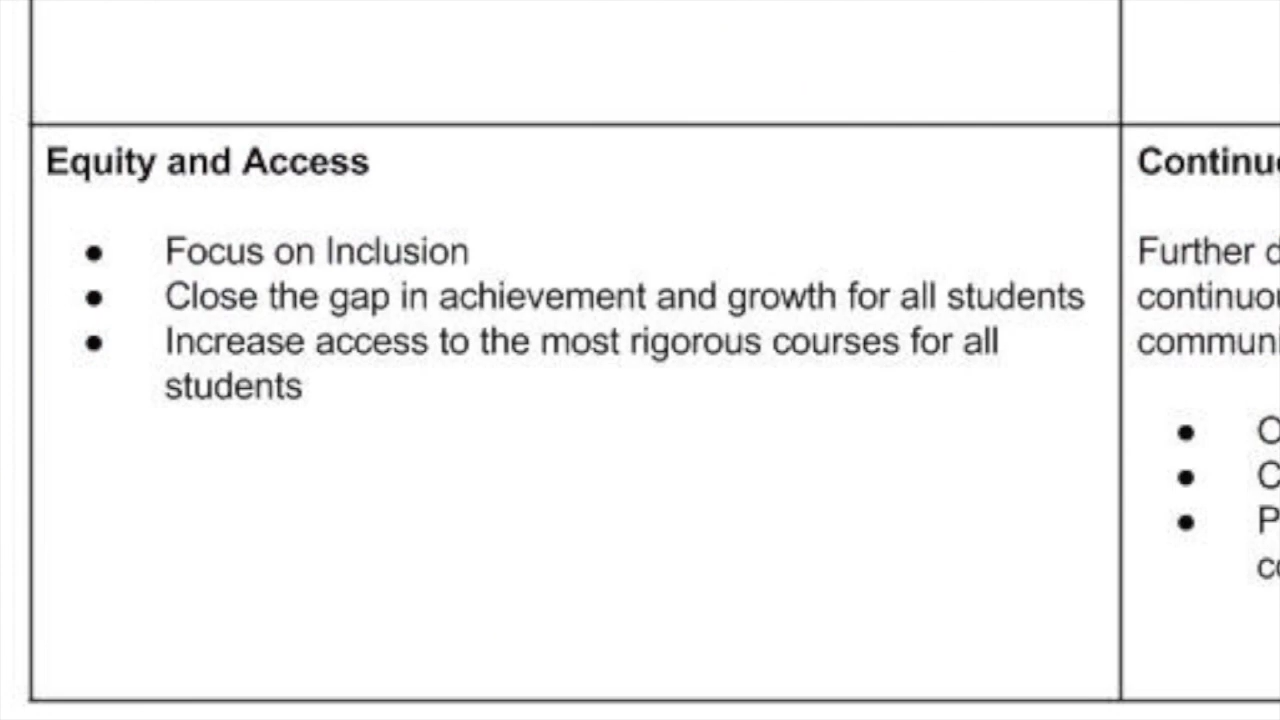 Equity and Access
Focus on Inclusion
Close the gap in achievement and growth for all students
Increase access to the most rigorous courses for all
students
Further